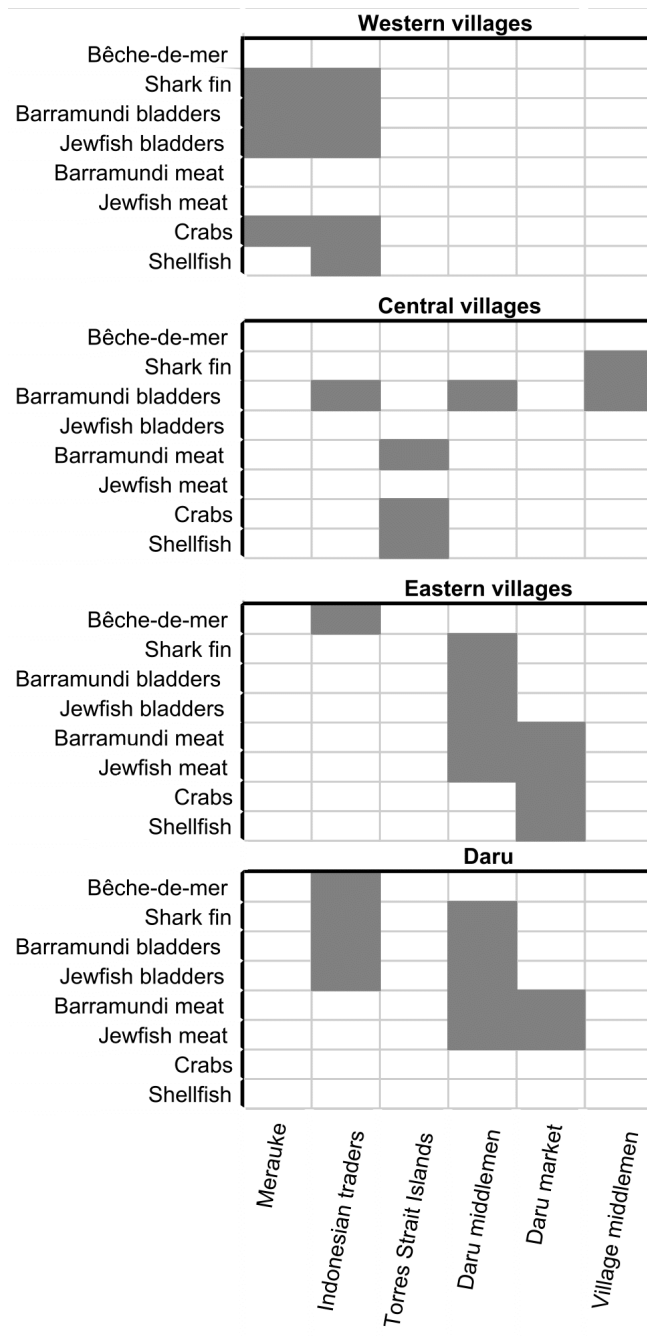 Western villages
Bêche-de-mer
Shark fin
Barramundi bladders
Jewfish bladders
Barramundi meat
Jewfish meat
Crabs
Shellfish
Central villages
Bêche-de-mer
Shark fin
Barramundi bladders
Jewfish bladders
Barramundi meat
Jewfish meat
Crabs
Shellfish
Eastern villages
Bêche-de-mer
Shark fin
Barramundi bladders
Jewfish bladders
Barramundi meat
Jewfish meat
Crabs
Shellfish
Daru
Bêche-de-mer
Shark fin
Barramundi bladders
Jewfish bladders
Barramundi meat
Jewfish meat
Crabs
Shellfish
Merauke
Indonesian traders
Torres Strait Islands
Daru middlemen
Daru market
Village middlemen